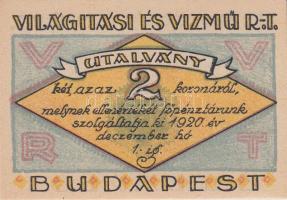 VILÁGITÁSI ÉS VIZMŰ R.-T.
UTALVÁNY
két, azaz 2 koronáról,
melynek ellenértékét főpénztárunk
szolgáltatja ki 1920. év
deczember hó
1.-ig.
V V
R T
BUDAPEST